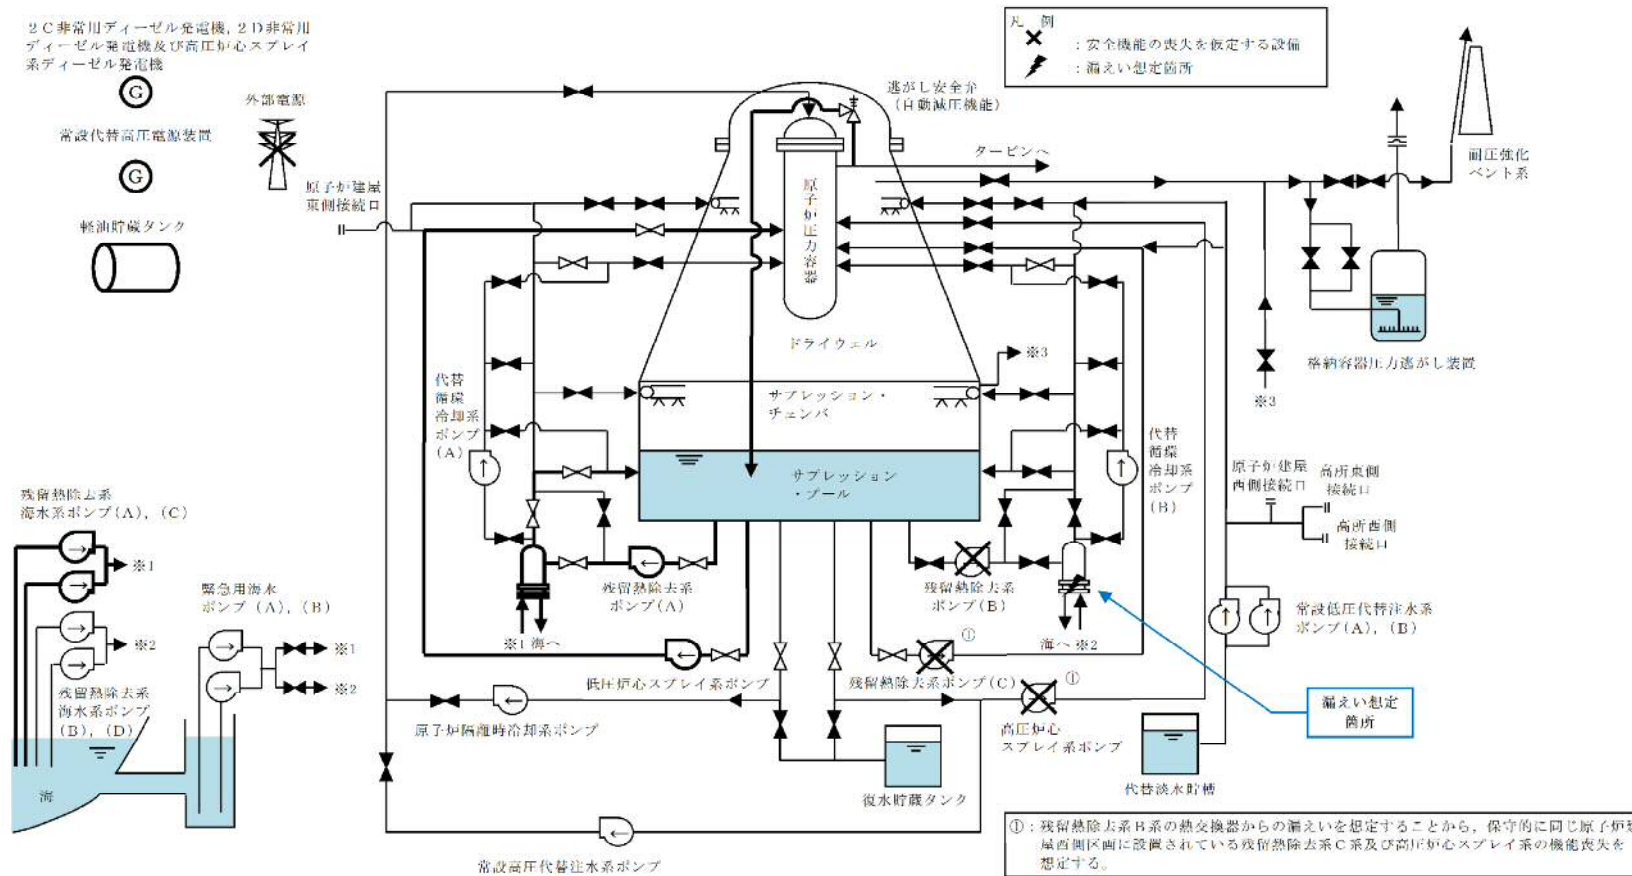 2C非常用ディーゼル発電機, 2D非常用
ディーゼル発電機及び高圧炉心スプレイ
系ディーゼル発電機
G
外部電源
常設代替高圧電源装置
G
軽油貯蔵タンク
凡 例
:安全機能の喪失を仮定する設備
:漏えい想定箇所
逃がし安全弁
(自動減圧機能)
タービンへ
耐圧強化
ベント系
原子炉建屋
東側接続口
原子炉圧力容器
ドライウェル
※3
格納容器圧力逃がし装置
※3
代替
循環
冷却系
ポンプ
(A)
サプレッション・
チェンバ
サプレッション
・プール
代替
循環
冷却系
ポンプ
(B)
原子炉建屋
西側接続口
高所東側
接続口
高所西側
接続口
残留熱除去系
海水系ポンプ(A), (C)
※1
※2
残留熱除去系
海水系ポンプ
(B), (D)
緊急用海水
ポンプ (A), (B)
※1
※2
海
残留熱除去系
ポンプ(A)
※1 海へ
残留熱除去系
ポンプ(B)
海へ ※2
常設低圧代替注水系
ポンプ(A), (B)
低圧炉心スプレイ系ポンプ
①
残留熱除去系ポンプ(C)
①
原子炉隔離時冷却系ポンプ
高圧炉心
スプレイ系ポンプ
漏えい想定
箇所
復水貯蔵タンク
代替淡水貯槽
常設高圧代替注水系ポンプ
①:残留熱除去系B系の熱交換器からの漏えいを想定することから, 保守的に同じ原子炉建
屋西側区画に設置されている残留熱除去系C系及び高圧炉心スプレイ系の機能喪失を
想定する。